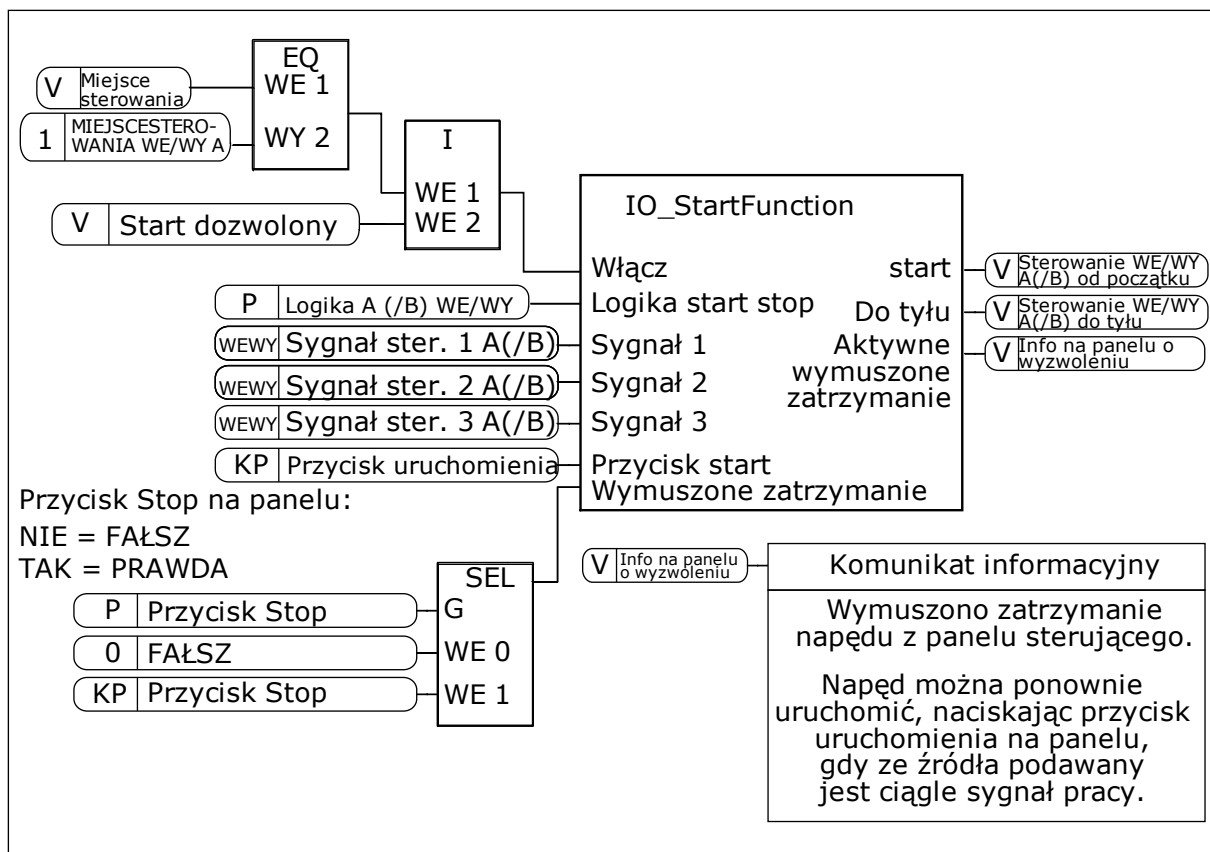 EQ
WE 1
WY 2
V
Miejsce
sterowania
1
MIEJSCESTERO-
WANIA WE/WY A
I
WE 1
WE 2
V
Start dozwolony
IO_StartFunction
Włącz
Logika start stop
Sygnał 1
Sygnał 2
Sygnał 3
Przycisk start
Wymuszone zatrzymanie
start
Do tyłu
Aktywne
wymuszone
zatrzymanie
V
Sterowanie WE/WY
A(/B) od początku
V
Sterowanie WE/WY
A(/B) do tyłu
V
Info na panelu o
wyzwoleniu
P
Logika A (/B) WE/WY
WEWY
Sygnał ster. 1 A(/B)
WEWY
Sygnał ster. 2 A(/B)
WEWY
Sygnał ster. 3 A(/B)
KP
Przycisk uruchomienia
Przycisk Stop na panelu:
NIE = FAŁSZ
TAK = PRAWDA
SEL
G
WE 0
WE 1
P
Przycisk Stop
0
FAŁSZ
KP
Przycisk Stop
V
Info na panelu
o wyzwoleniu
Komunikat informacyjny
Wymuszono zatrzymanie
napędu z panelu sterującego.
Napęd można ponownie
uruchomić, naciskając przycisk
uruchomienia na panelu,
gdy ze źródła podawany
jest ciągle sygnał pracy.